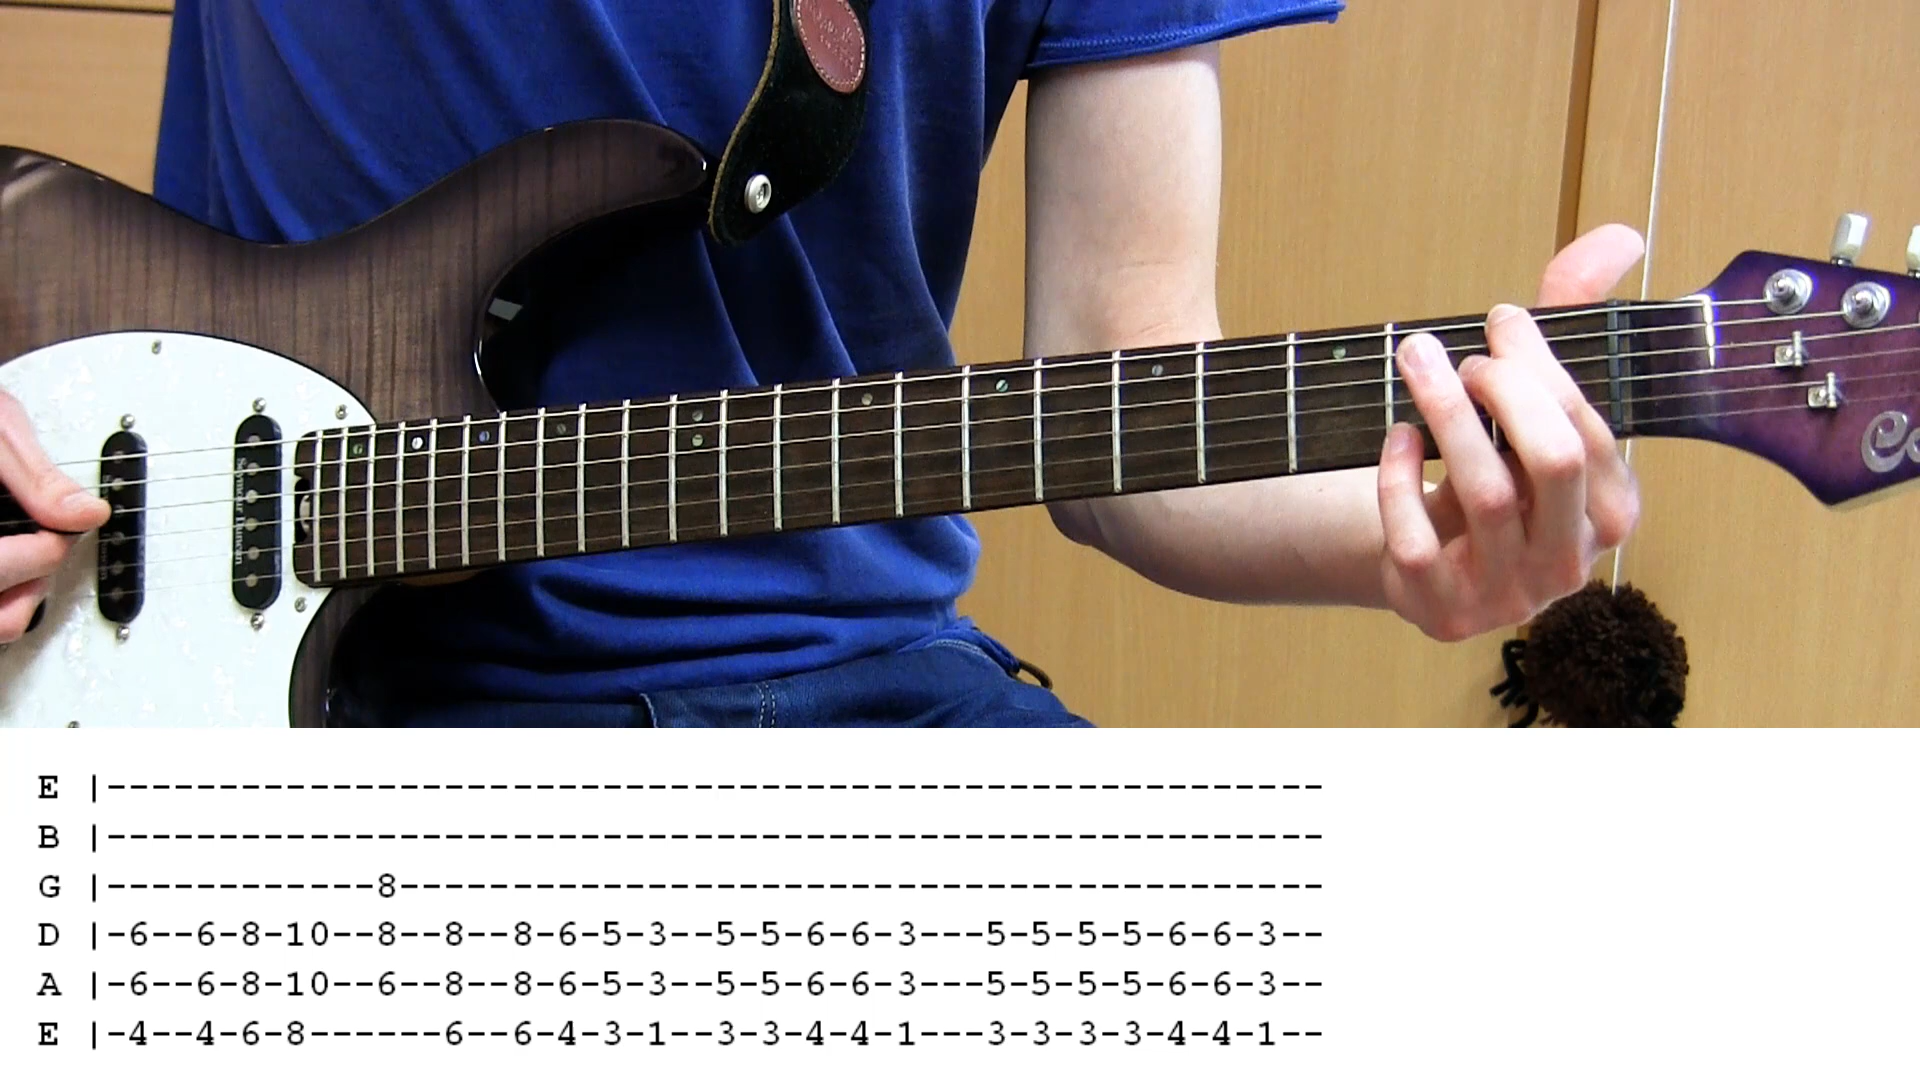 Seymour Duncan
E |------------------------------------------------------
B |------------------------------------------------------
G |------------8-----------------------------------------
D |-6--6-8-10--8--8--8-6-5-3--5-5-6-6-3---5-5-5-5-6-6-3--
A |-6--6-8-10--6--8--8-6-5-3--5-5-6-6-3---5-5-5-5-6-6-3--
E |-4--4-6-8------6--6-4-3-1--3-3-4-4-1---3-3-3-3-4-4-1--